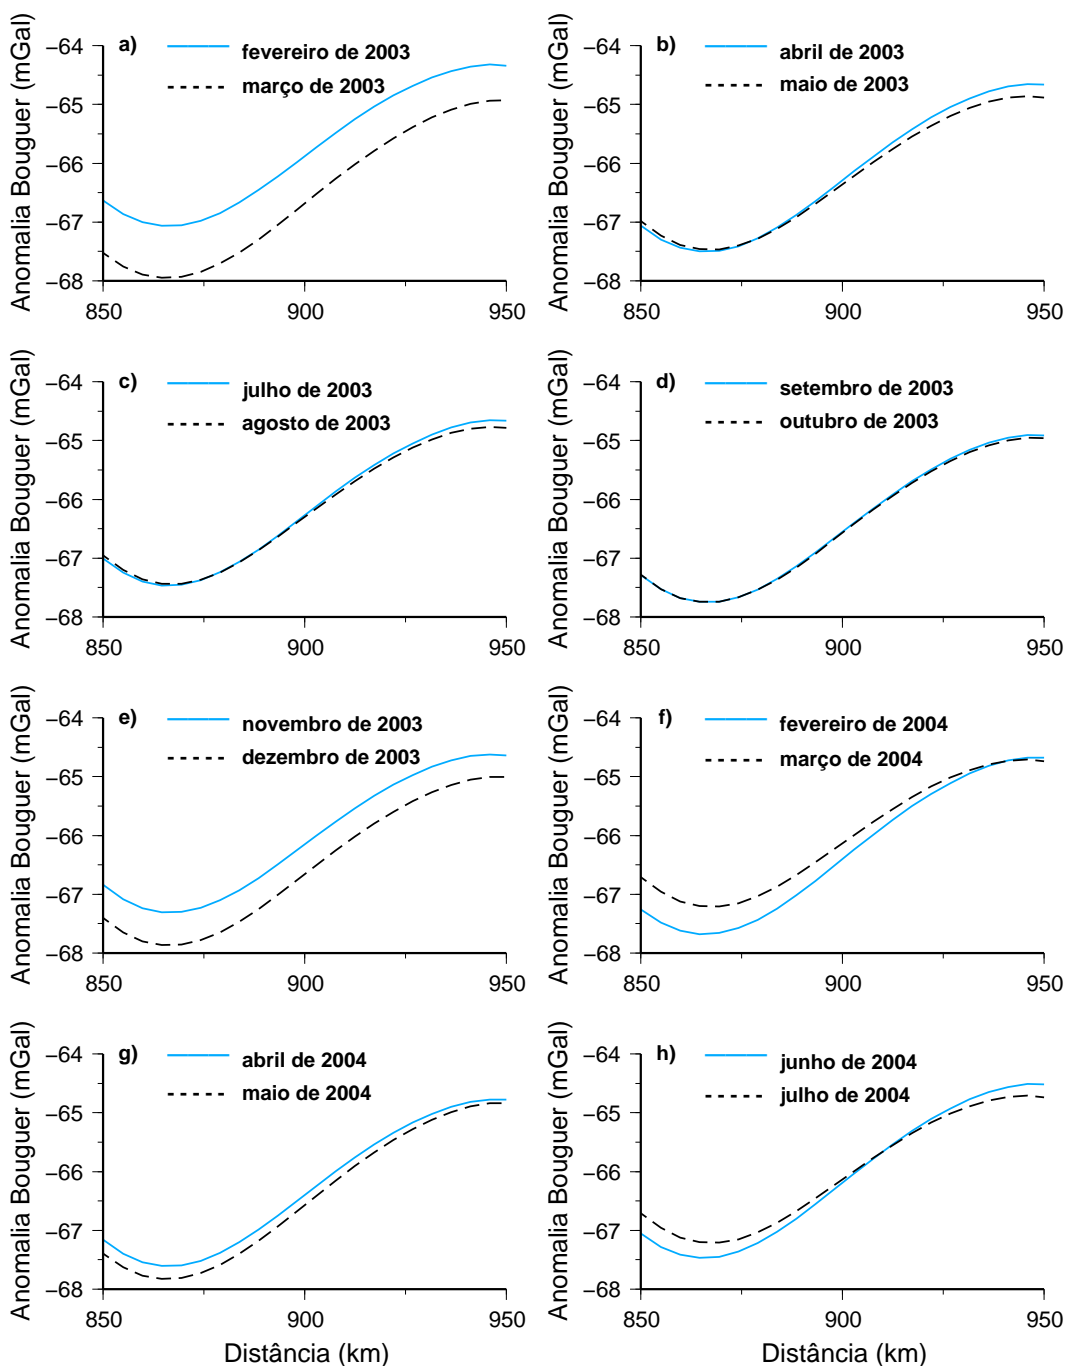 a)
fevereiro de 2003
março de 2003
Anomalia Bouguer (mGal)
−64
−65
−66
−67
−68
850
900
950
b)
abril de 2003
maio de 2003
Anomalia Bouguer (mGal)
−64
−65
−66
−67
−68
850
900
950
c)
julho de 2003
agosto de 2003
Anomalia Bouguer (mGal)
−64
−65
−66
−67
−68
850
900
950
d)
setembro de 2003
outubro de 2003
Anomalia Bouguer (mGal)
−64
−65
−66
−67
−68
850
900
950
e)
novembro de 2003
dezembro de 2003
Anomalia Bouguer (mGal)
−64
−65
−66
−67
−68
850
900
950
f)
fevereiro de 2004
março de 2004
Anomalia Bouguer (mGal)
−64
−65
−66
−67
−68
850
900
950
g)
abril de 2004
maio de 2004
Anomalia Bouguer (mGal)
−64
−65
−66
−67
−68
850
900
950
Distância (km)
h)
junho de 2004
julho de 2004
Anomalia Bouguer (mGal)
−64
−65
−66
−67
−68
850
900
950
Distância (km)